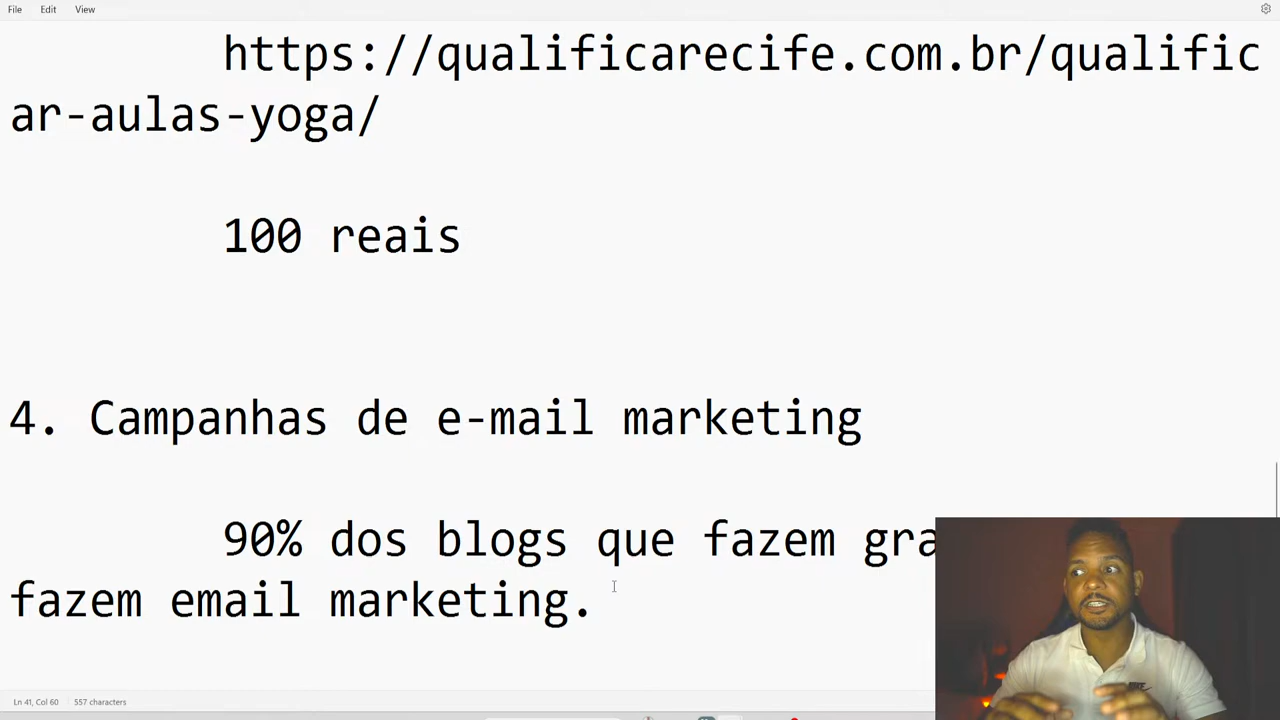 File Edit View
https://qualificarecife.com.br/qualific
ar-aulas-yoga/
100 reais
4. Campanhas de e-mail marketing
90% dos blogs que fazem
fazem email marketing.
Ln 41, Col 60 557 characters